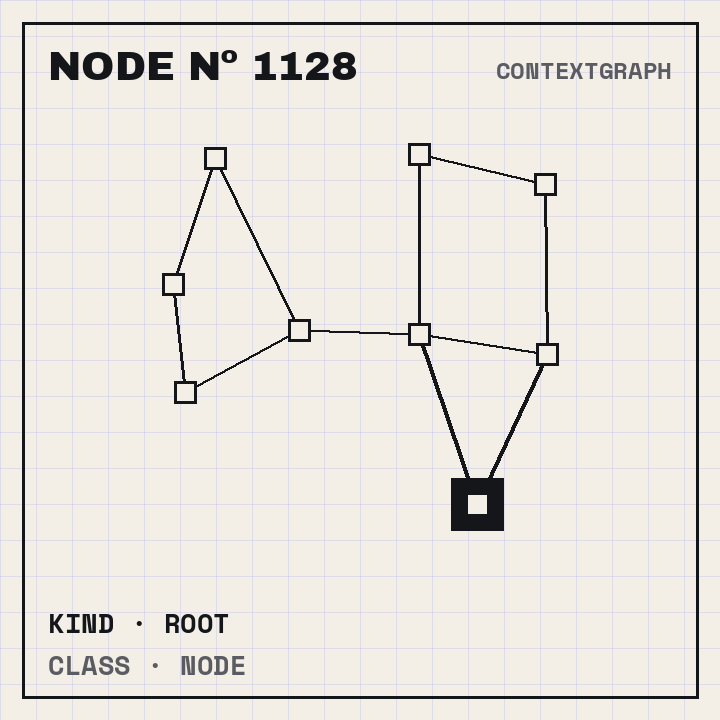 NODE Nº 1128
CONTEXTGRAPH
KIND · ROOT
CLASS · NODE